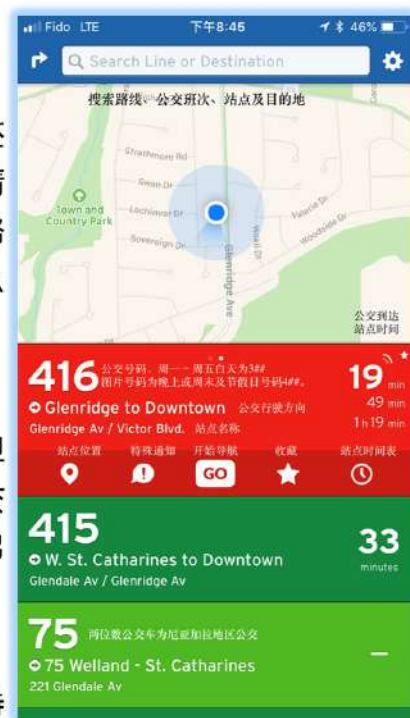 Fido LTE 下午8:45 46%
Search Line or Destination
搜索路线、公交班次、站点及目的地
Strathmore Rd
Swan Dr
Town and
Country Park
Lochinvar Dr
Sovereign Dr
Glenridge Ave
Woodside Dr
公交到达
站点时间
416 公交号码。周一--周五白天为3##
图片号码为晚上或周末及节假日号码4##。
19 min
Glenridge to Downtown 公交行驶方向
49 min
Glenridge Av / Victor Blvd. 站点名称
1h19 min
站点位置 特殊通知 开始导航 收藏 站点时间表
GO
415
W. St. Catharines to Downtown
33
minutes
Glendale Av / Glenridge Av
75 两位数公交车为尼亚加拉地区公交
75 Welland - St. Catharines
221 Glendale Av